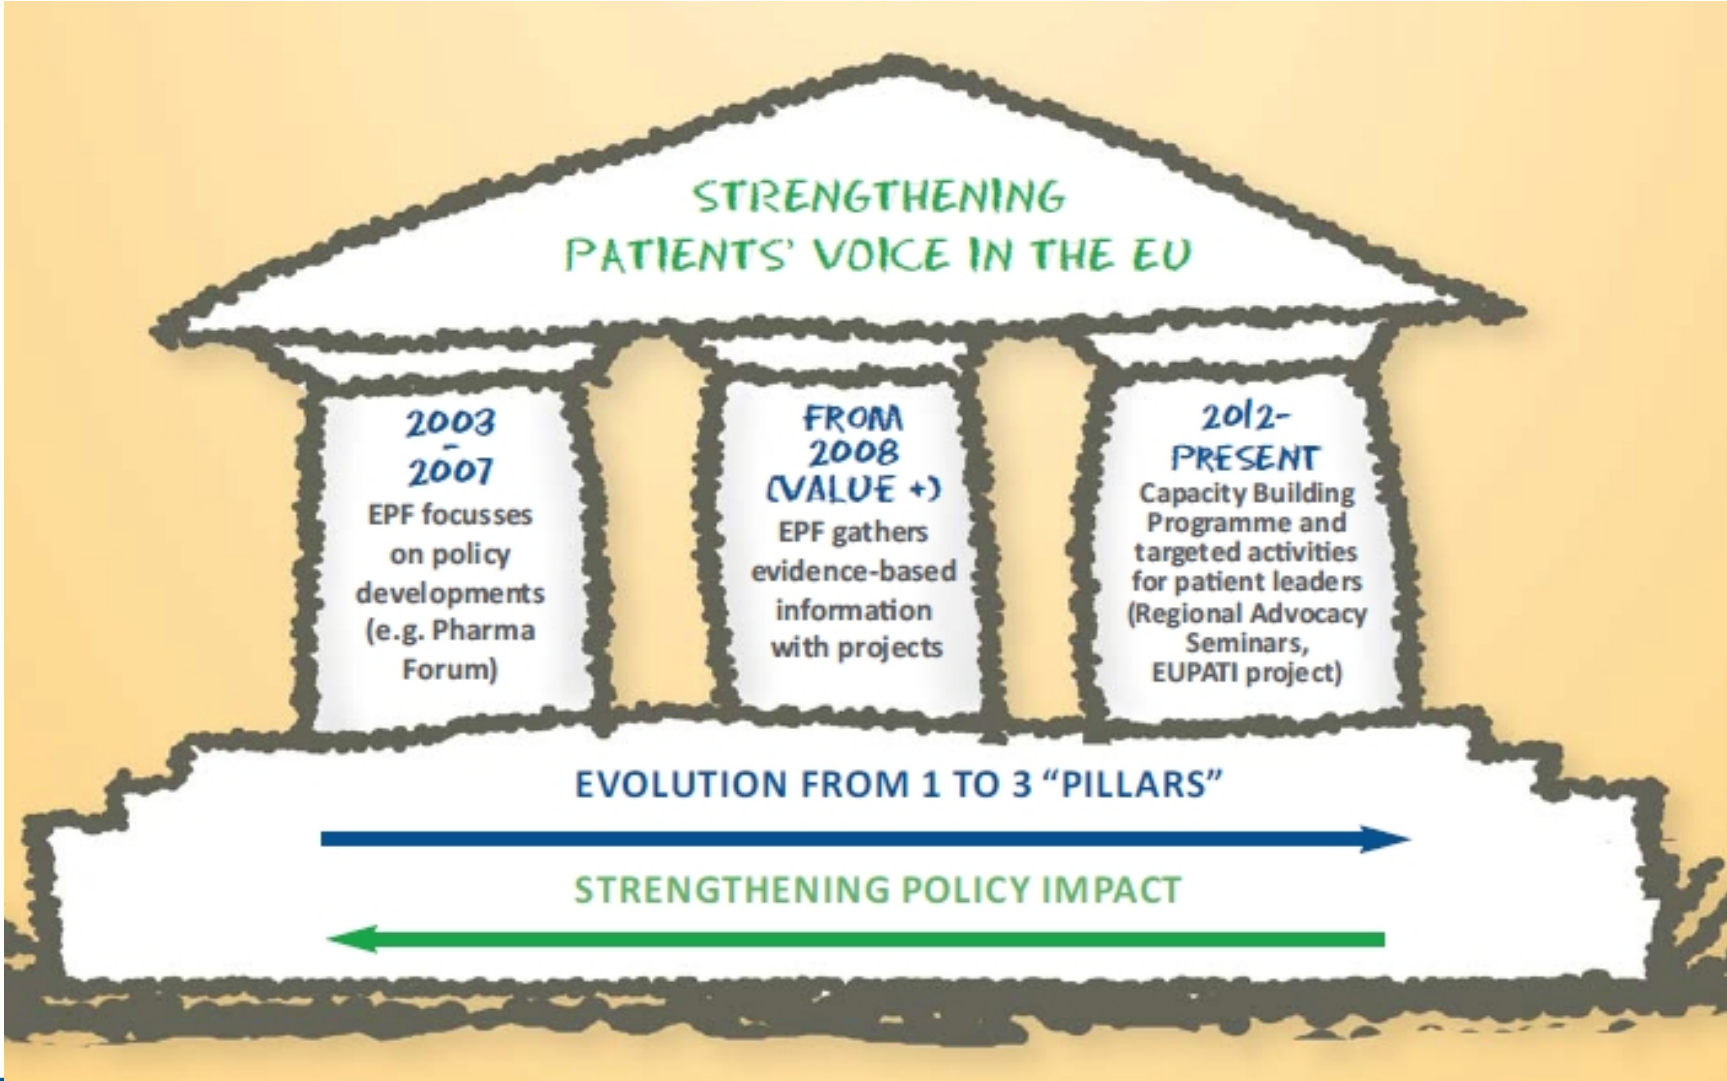 STRENGTHENING
PATIENTS' VOICE IN THE EU
2003
-
2007
EPF focusses
on policy
developments
(e.g. Pharma
Forum)
FROM
2008
(VALUE +)
EPF gathers
evidence-based
information
with projects
2012-
PRESENT
Capacity Building
Programme and
targeted activities
for patient leaders
(Regional Advocacy
Seminars,
EUPATI project)
EVOLUTION FROM 1 TO 3 “PILLARS”
STRENGTHENING POLICY IMPACT